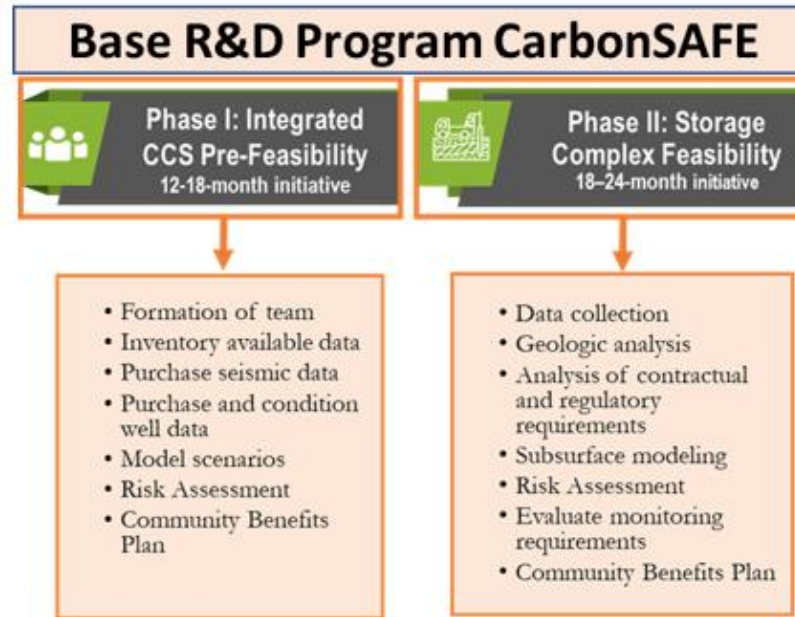 Base R&D Program CarbonSAFE
Phase I: Integrated
CCS Pre-Feasibility
12-18-month initiative
• Formation of team
• Inventory available data
• Purchase seismic data
• Purchase and condition
well data
• Model scenarios
• Risk Assessment
• Community Benefits
Plan
Phase II: Storage
Complex Feasibility
18–24-month initiative
• Data collection
• Geologic analysis
• Analysis of contractual
and regulatory
requirements
• Subsurface modeling
• Risk Assessment
• Evaluate monitoring
requirements
• Community Benefits Plan